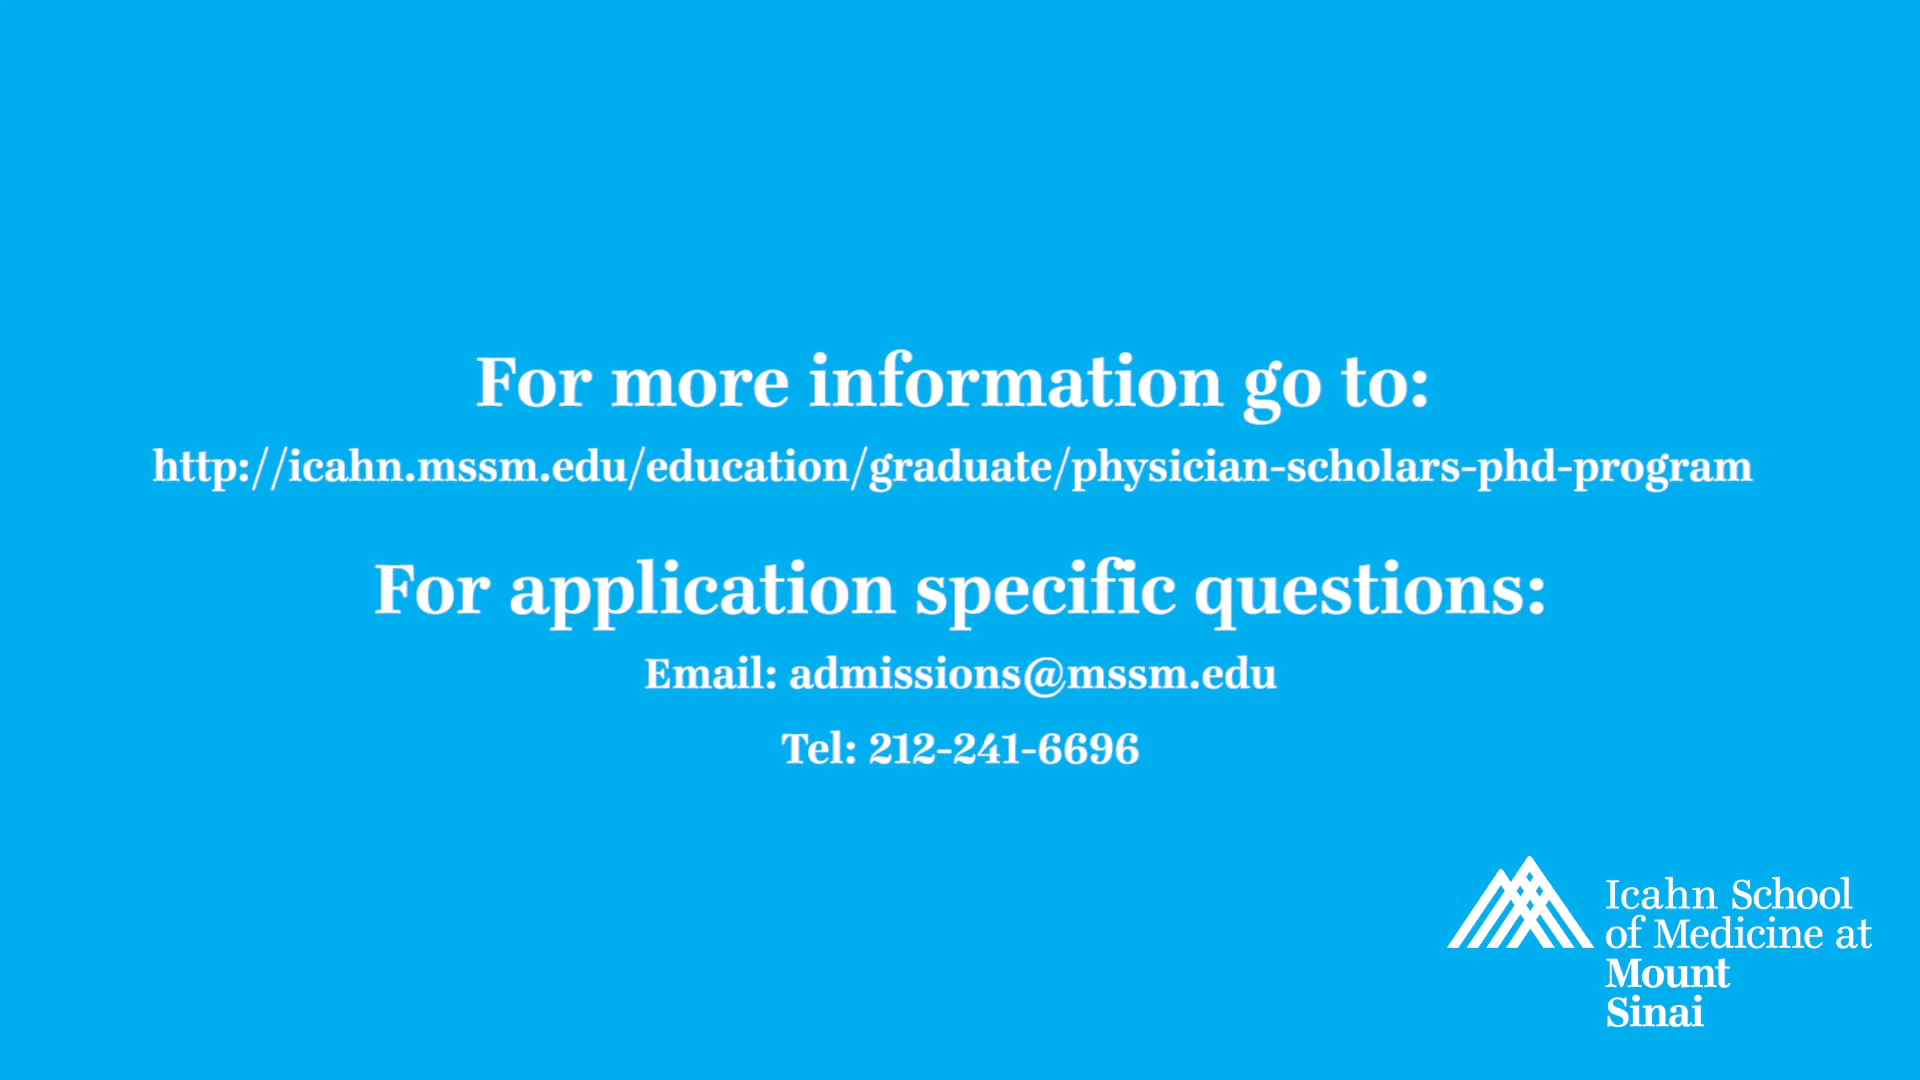 For more information go to:
http://icahn.mssm.edu/education/graduate/physician-scholars-phd-program
For application specific questions:
Email: admissions@mssm.edu
Tel: 212-241-6696
Icahn School
of Medicine at
Mount
Sinai